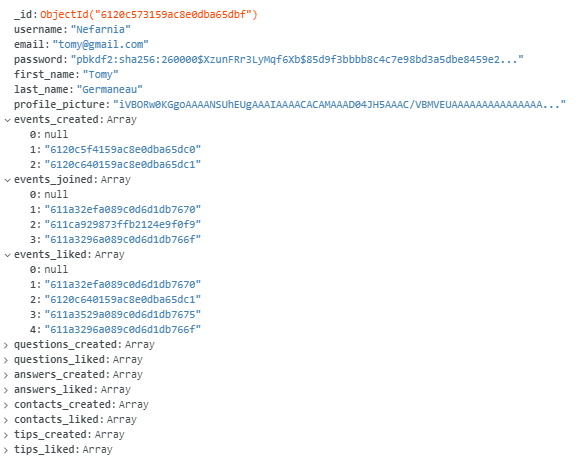 _id: ObjectId("6120c573159ac8e0dba65dbf")
username: "Nefarnia"
email: "tomy@gmail.com"
password: "pbkdf2:sha256:260000$XzunFRr3LyMqf6Xb$85d9f3bbbb8c4c7e98bd3a5dbe8459e2..."
first_name: "Tomy"
last_name: "Germaneau"
profile_picture: "iVBORw0KGgoAAAANSUhEUgAAAIAAAACACAMAAAD04JH5AAAC/VBMVEUAAAAAAAAAAAAAAA..."
events_created: Array
0: null
1: "6120c5f4159ac8e0dba65dc0"
2: "6120c640159ac8e0dba65dc1"
events_joined: Array
0: null
1: "611a32efa089c0d6d1db7670"
2: "611ca929873ffb2124e9f0f9"
3: "611a3296a089c0d6d1db766f"
events_liked: Array
0: null
1: "611a32efa089c0d6d1db7670"
2: "6120c640159ac8e0dba65dc1"
3: "611a3529a089c0d6d1db7675"
4: "611a3296a089c0d6d1db766f"
questions_created: Array
questions_liked: Array
answers_created: Array
answers_liked: Array
contacts_created: Array
contacts_liked: Array
tips_created: Array
tips_liked: Array